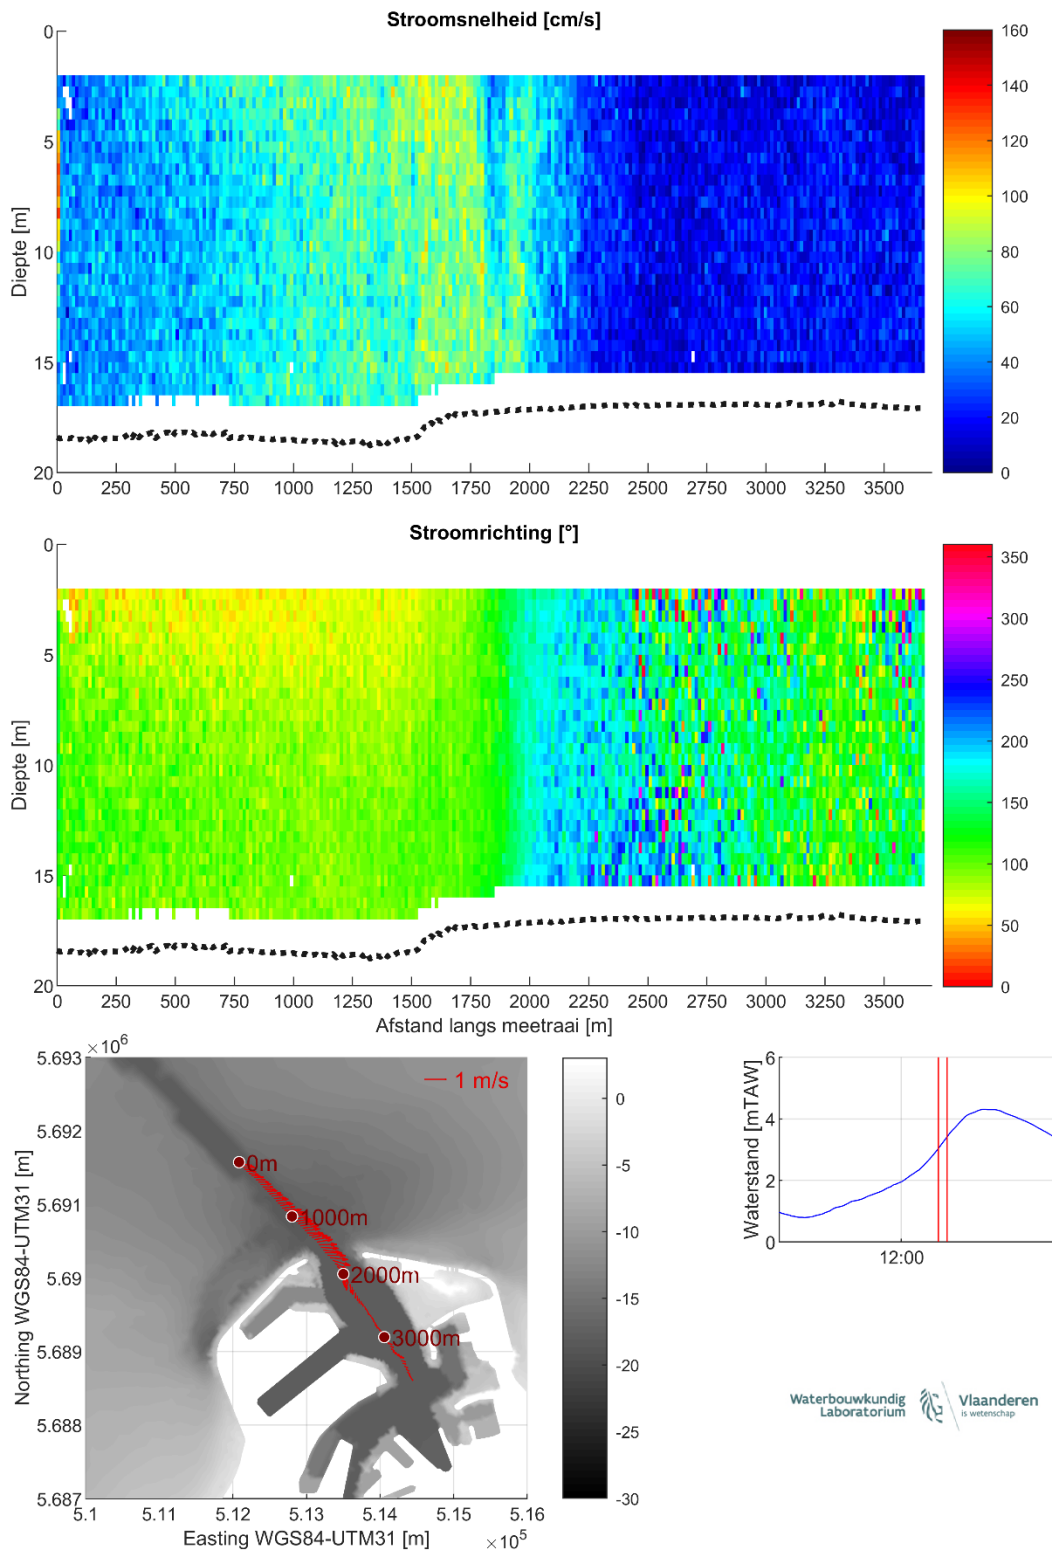 Stroomsnelheid [cm/s]
0
5
10
15
20
Diepte [m]
0 250 500 750 1000 1250 1500 1750 2000 2250 2500 2750 3000 3250 3500
160
140
120
100
80
60
40
20
0
Stroomrichting [°]
0
5
10
15
20
Diepte [m]
0 250 500 750 1000 1250 1500 1750 2000 2250 2500 2750 3000 3250 3500
Afstand langs meetraai [m]
350
300
250
200
150
100
50
0
×10⁶
5.693
5.692
5.691
5.69
5.689
5.688
5.687
Northing WGS84-UTM31 [m]
1 m/s
0m
1000m
2000m
3000m
5.1 5.11 5.12 5.13 5.14 5.15 5.16
Easting WGS84-UTM31 [m]
×10⁵
0
-5
-10
-15
-20
-25
-30
Waterstand [mTAW]
6
4
2
0
12:00
Waterbouwkundig
Laboratorium
Vlaanderen
is wetenschap